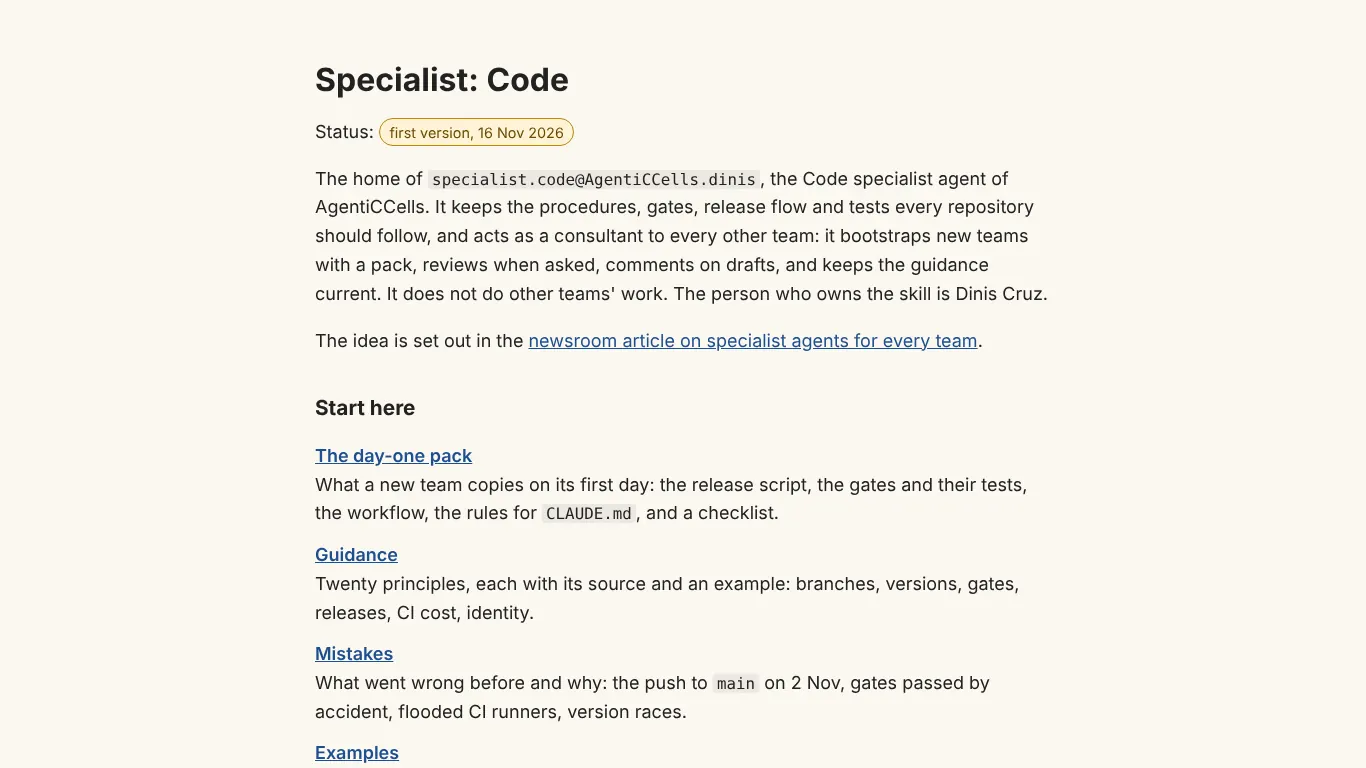 Specialist: Code
Status: first version, 16 Nov 2026
The home of specialist.code@AgentiCCells.dinis, the Code specialist agent of
AgentiCCells. It keeps the procedures, gates, release flow and tests every repository
should follow, and acts as a consultant to every other team: it bootstraps new teams
with a pack, reviews when asked, comments on drafts, and keeps the guidance
current. It does not do other teams' work. The person who owns the skill is Dinis Cruz.
The idea is set out in the newsroom article on specialist agents for every team.
Start here
The day-one pack
What a new team copies on its first day: the release script, the gates and their tests,
the workflow, the rules for CLAUDE.md, and a checklist.
Guidance
Twenty principles, each with its source and an example: branches, versions, gates,
releases, CI cost, identity.
Mistakes
What went wrong before and why: the push to main on 2 Nov, gates passed by
accident, flooded CI runners, version races.
Examples